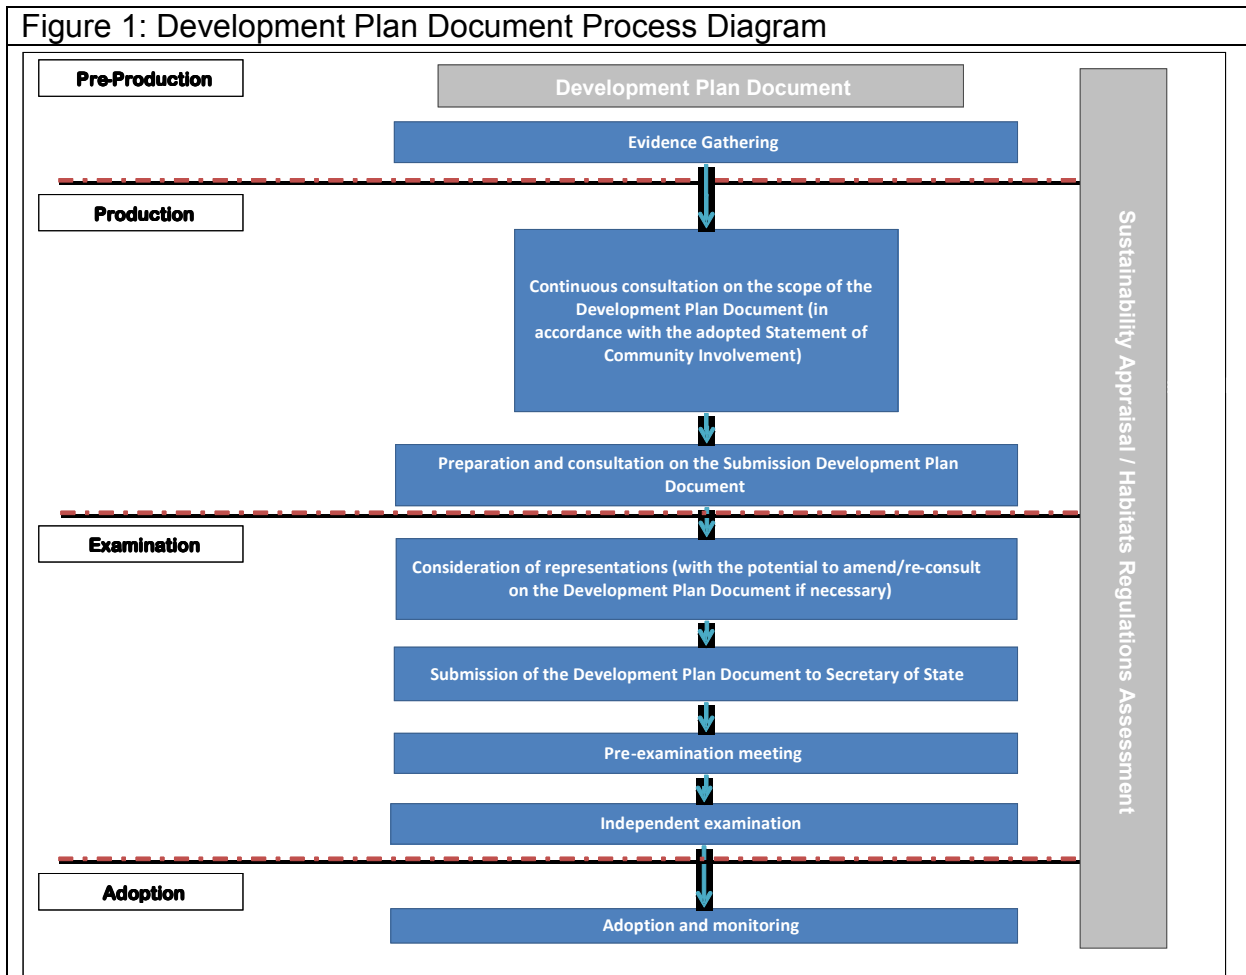 Figure 1: Development Plan Document Process Diagram
Pre-Production
Development Plan Document
Evidence Gathering
Production
Continuous consultation on the scope of the
Development Plan Document (in
accordance with the adopted Statement of
Community Involvement)
Preparation and consultation on the Submission Development Plan
Document
Examination
Consideration of representations (with the potential to amend/re-consult
on the Development Plan Document if necessary)
Submission of the Development Plan Document to Secretary of State
Pre-examination meeting
Independent examination
Adoption
Adoption and monitoring
Sustainability Appraisal / Habitats Regulations Assessment